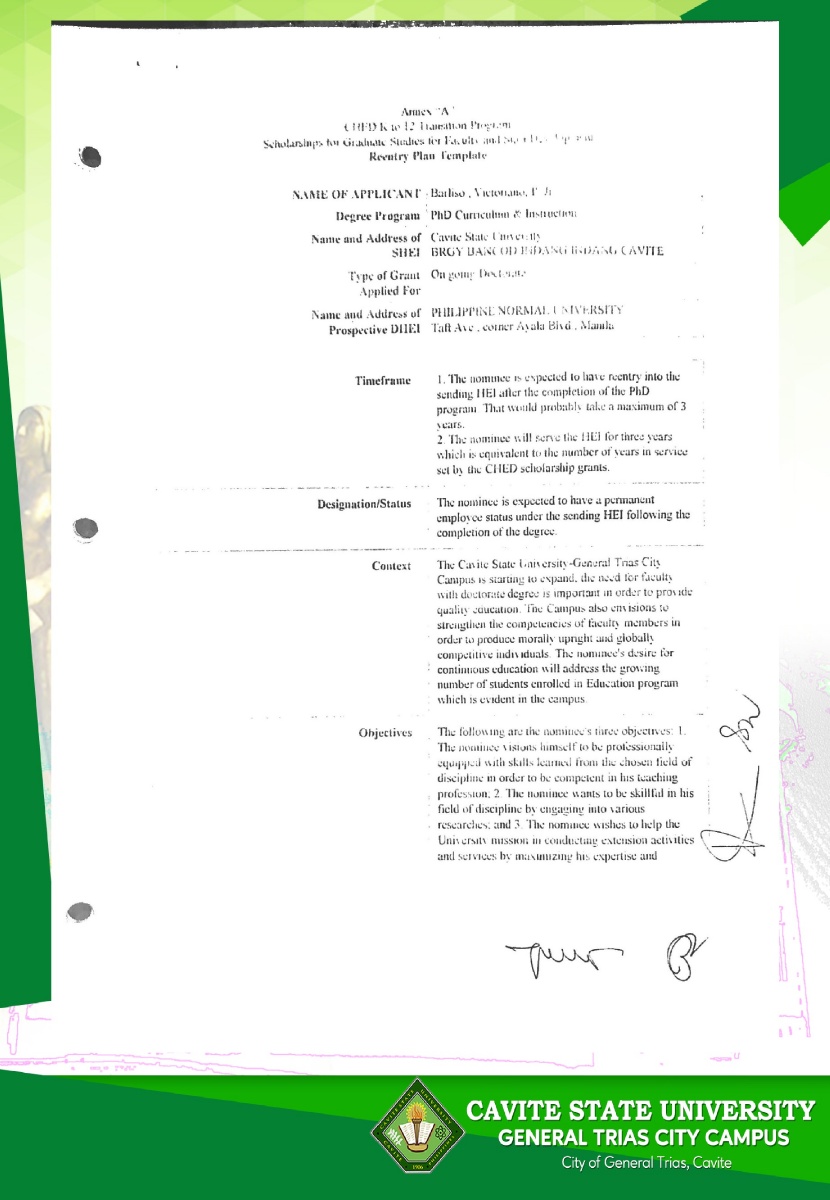 Annex "A"
CHED K to 12 Transition Program
Scholarships for Graduate Studies for Faculty and Staff Development
Reentry Plan Template
NAME OF APPLICANT Barliso , Victoriano, Jr
Degree Program PhD Curriculum & Instruction
Name and Address of SHEI Cavite State University
BRGY BANCOD INDANG INDANG CAVITE
Type of Grant Applied For On going Doctorate
Name and Address of Prospective DHEI PHILIPPINE NORMAL UNIVERSITY
Taft Ave , corner Ayala Blvd , Manila
Timeframe
1. The nominee is expected to have reentry into the
sending HEI after the completion of the PhD
program. That would probably take a maximum of 3
years.
2. The nominee will serve the HEI for three years
which is equivalent to the number of years in service
set by the CHED scholarship grants.
Designation/Status
The nominee is expected to have a permanent
employee status under the sending HEI following the
completion of the degree.
Context
The Cavite State University-General Trias City
Campus is starting to expand, the need for faculty
with doctorate degree is important in order to provide
quality education. The Campus also envisions to
strengthen the competencies of faculty members in
order to produce morally upright and globally
competitive individuals. The nominee's desire for
continuous education will address the growing
number of students enrolled in Education program
which is evident in the campus.
Objectives
The following are the nominee's three objectives: 1.
The nominee visions himself to be professionally
equipped with skills learned from the chosen field of
discipline in order to be competent in his teaching
profession; 2. The nominee wants to be skillful in his
field of discipline by engaging into various
researches; and 3. The nominee wishes to help the
University mission in conducting extension activities
and services by maximizing his expertise and
CAVITE STATE UNIVERSITY
GENERAL TRIAS CITY CAMPUS
City of General Trias, Cavite
1906